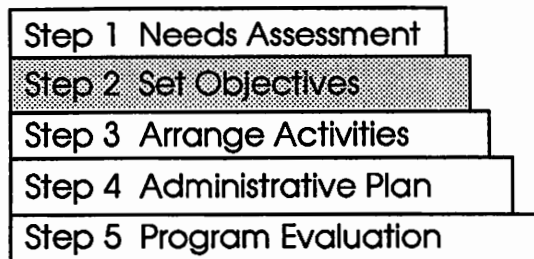 Step 1 Needs Assessment
Step 2 Set Objectives
Step 3 Arrange Activities
Step 4 Administrative Plan
Step 5 Program Evaluation